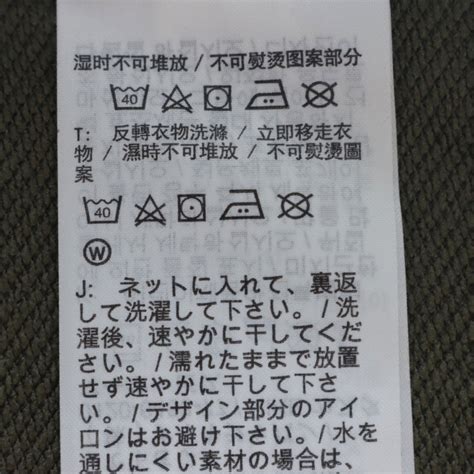 湿时不可堆放 / 不可熨烫图案部分
40
T: 反轉衣物洗滌 / 立即移走衣
物 / 濕時不可堆放 / 不可熨燙圖
案
40
W
J: ネットに入れて、裏返
して洗濯して下さい。/ 洗
濯後、速やかに干してくだ
さい。/ 濡れたままで放置
せず速やかに干して下さ
い。/ デザイン部分のアイ
ロンはお避け下さい。/ 水を
通しにくい素材の場合は、